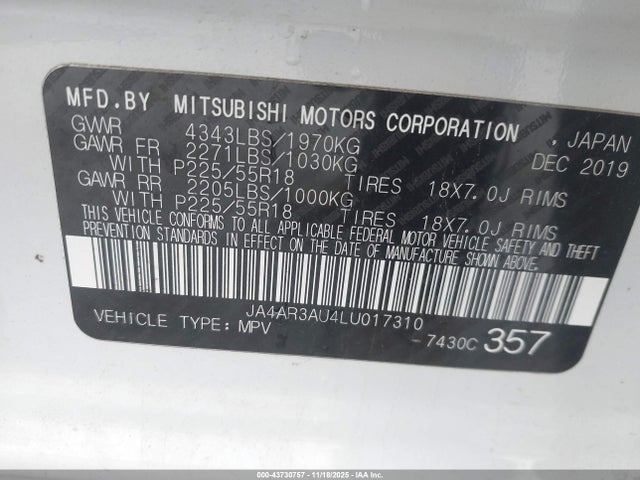 MFD.BY MITSUBISHI MOTORS CORPORATION , JAPAN
GVWR 4343LBS/1970KG DEC 2019
GAWR FR 2271LBS/1030KG
WITH P225/55R18 TIRES 18X7.0J RIMS
GAWR RR 2205LBS/1000KG
WITH P225/55R18 TIRES 18X7.0J RIMS
THIS VEHICLE CONFORMS TO ALL APPLICABLE FEDERAL MOTOR VEHICLE SAFETY AND THEFT
PREVENTION STANDARDS IN EFFECT ON THE DATE OF MANUFACTURE SHOWN ABOVE.
JA4AR3AU4LU017310
VEHICLE TYPE: MPV -7430C 357
000-43730757 - 11/18/2025 - IAAI.COM